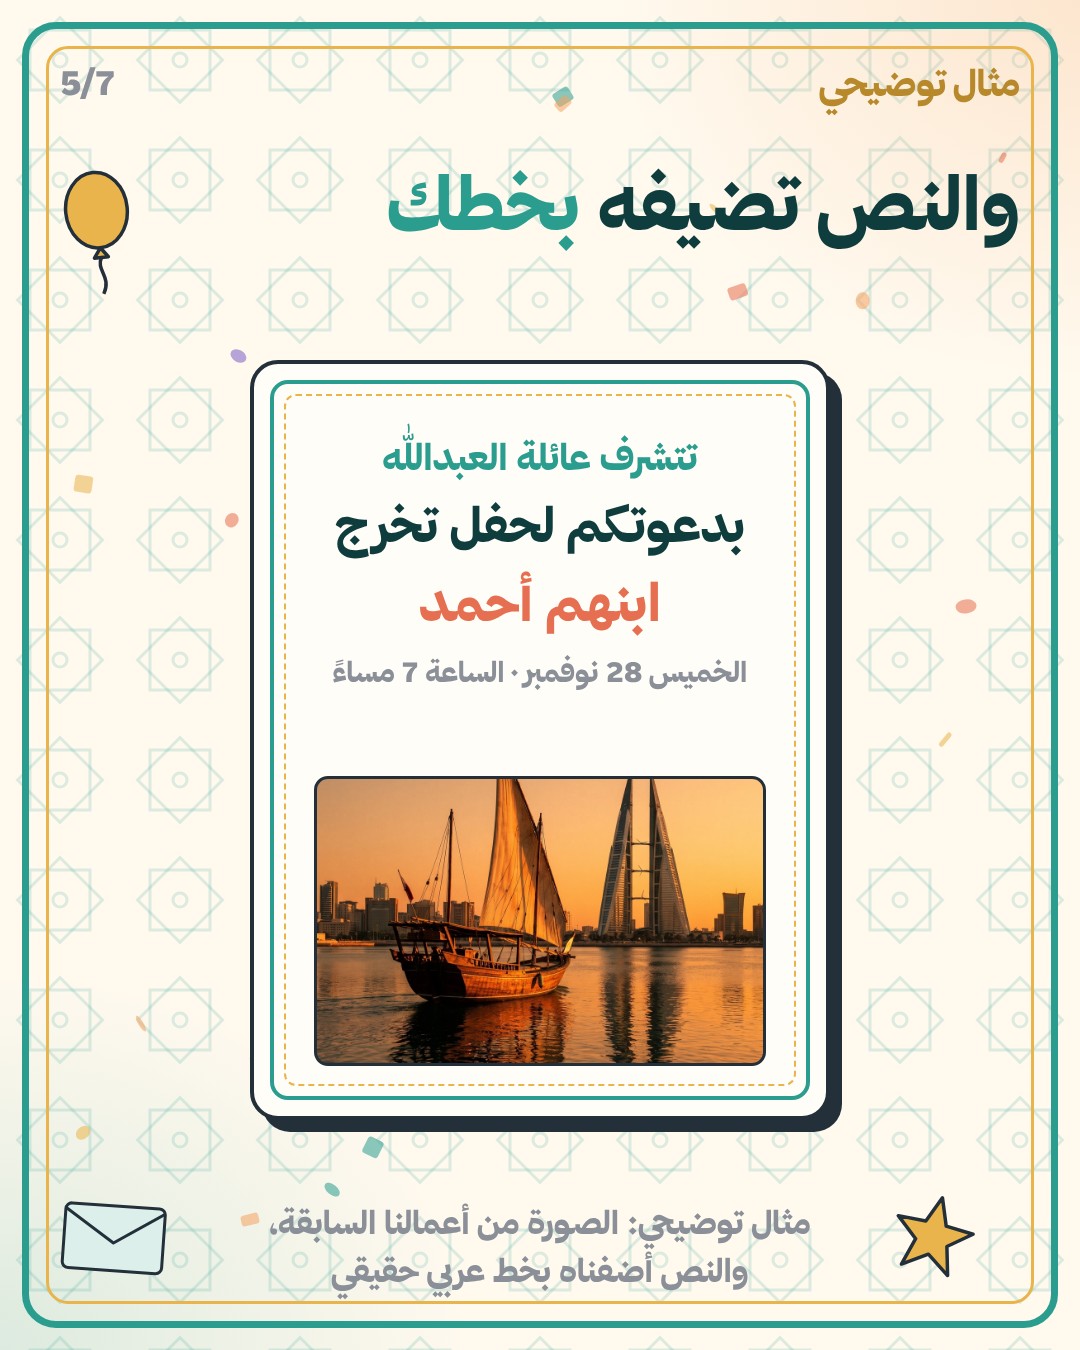 مثال توضيحي
5/7
والنص تضيفه بخطك
تتشرف عائلة العبدالله
بدعوتكم لحفل تخرج
ابنهم أحمد
الخميس 28 نوفمبر · الساعة 7 مساءً
مثال توضيحي: الصورة من أعمالنا السابقة،
والنص أضفناه بخط عربي حقيقي